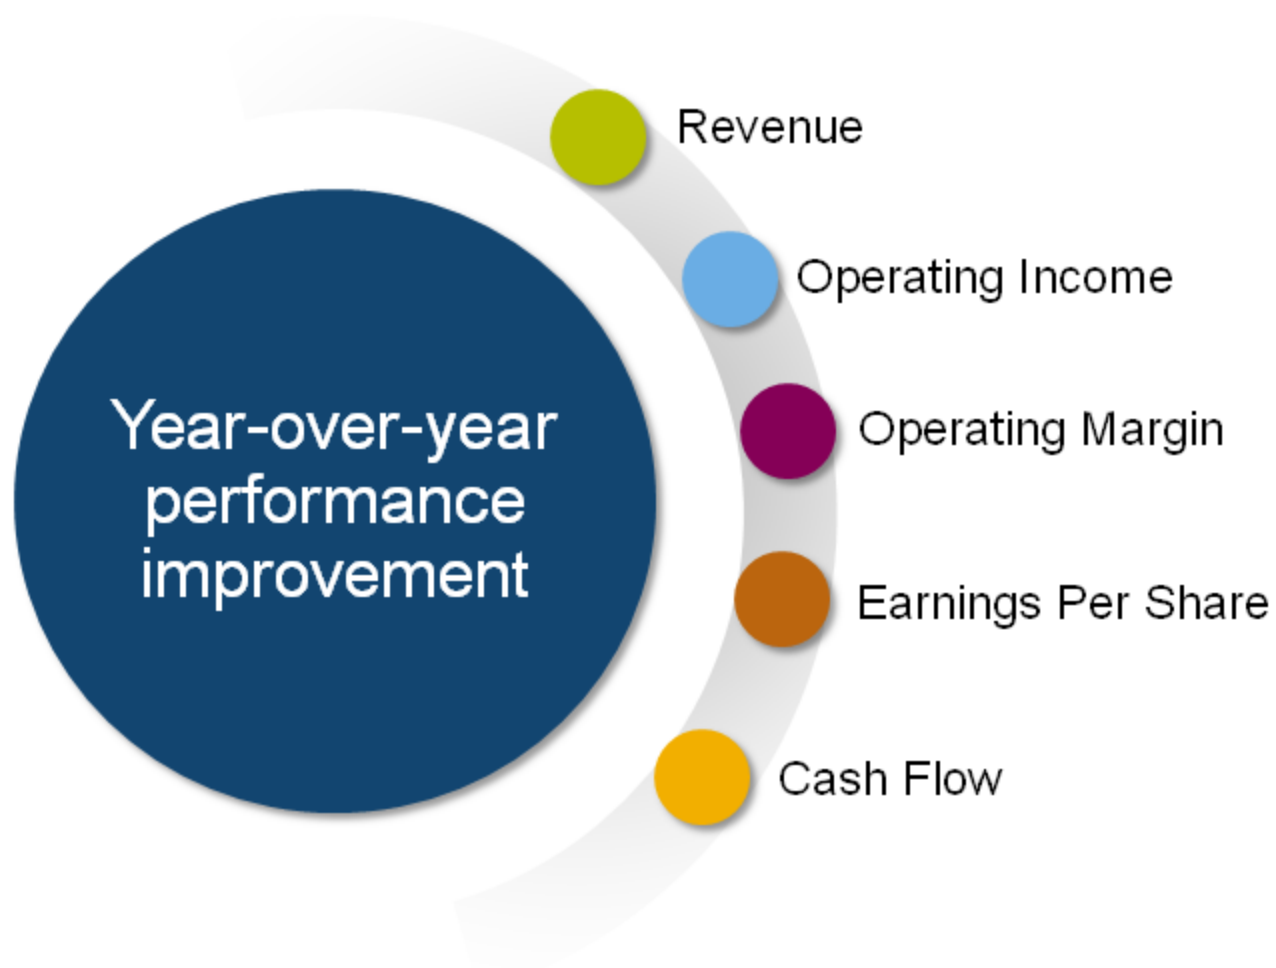 Revenue
Operating Income
Year-over-year
performance
improvement
Operating Margin
Earnings Per Share
Cash Flow